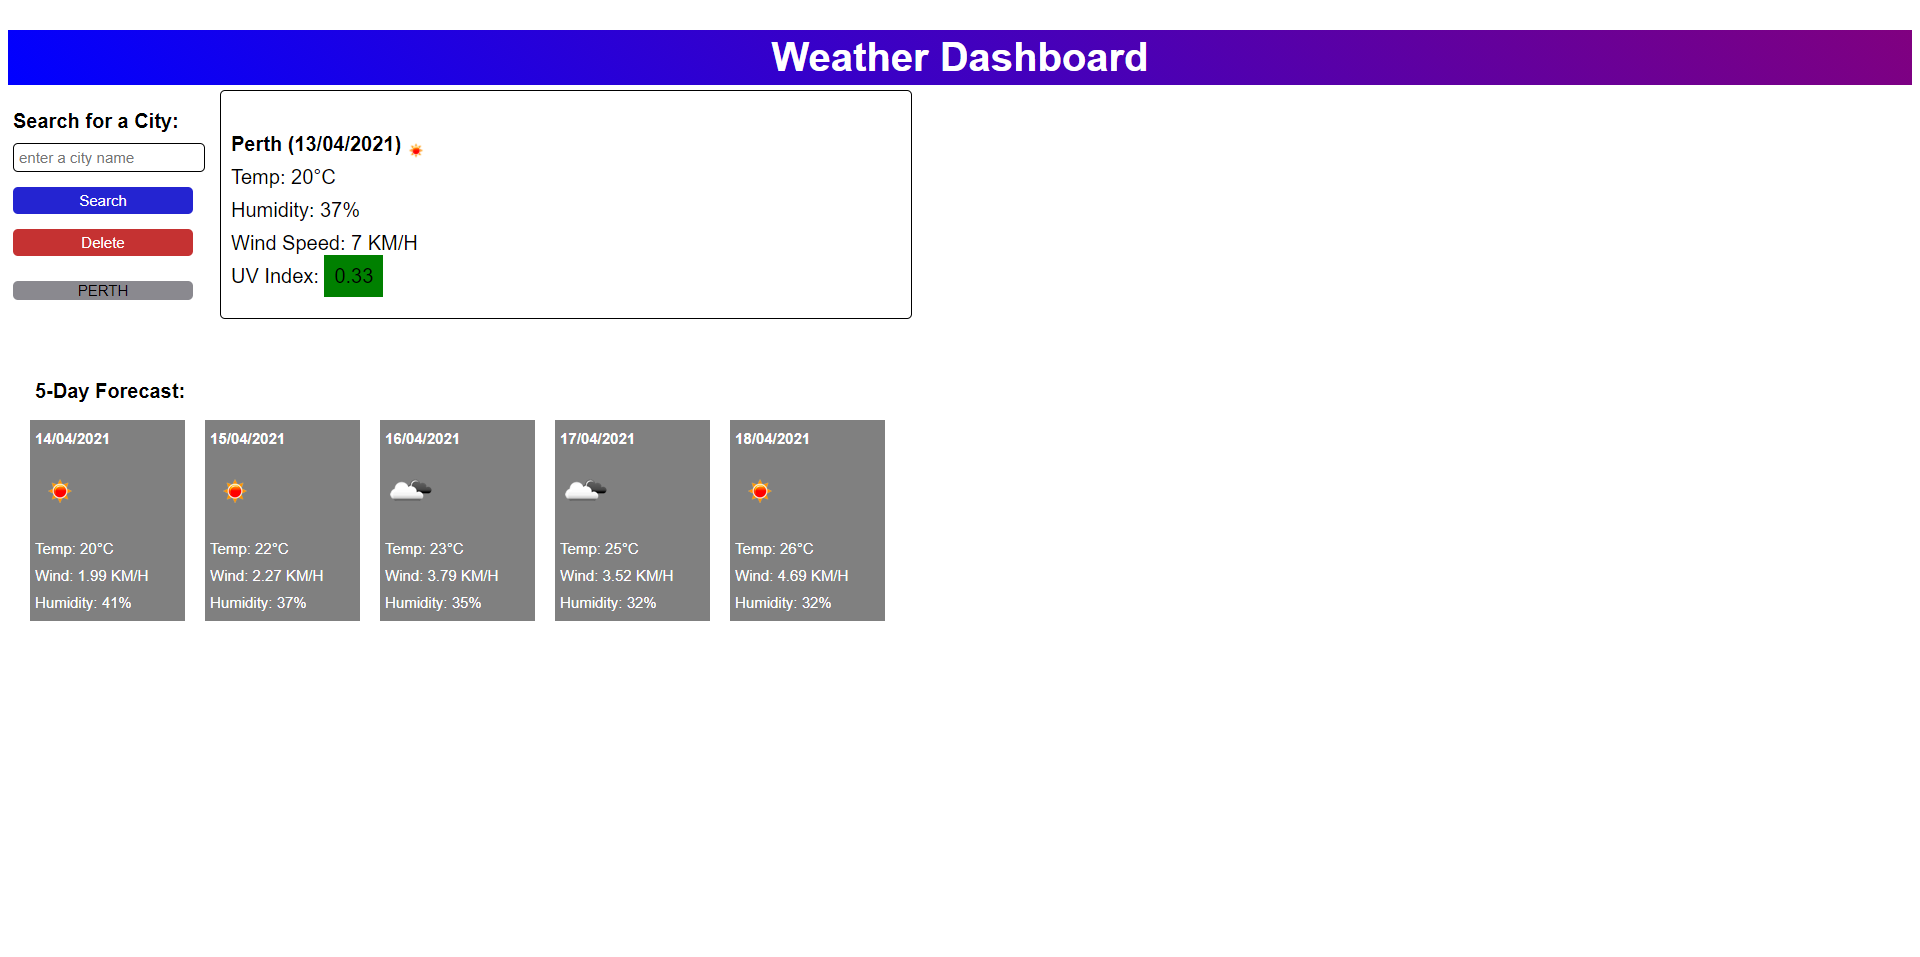 Weather Dashboard
Search for a City:
enter a city name
Search
Delete
PERTH
Perth (13/04/2021)
Temp: 20°C
Humidity: 37%
Wind Speed: 7 KM/H
UV Index: 0.33
5-Day Forecast:
14/04/2021
Temp: 20°C
Wind: 1.99 KM/H
Humidity: 41%
15/04/2021
Temp: 22°C
Wind: 2.27 KM/H
Humidity: 37%
16/04/2021
Temp: 23°C
Wind: 3.79 KM/H
Humidity: 35%
17/04/2021
Temp: 25°C
Wind: 3.52 KM/H
Humidity: 32%
18/04/2021
Temp: 26°C
Wind: 4.69 KM/H
Humidity: 32%